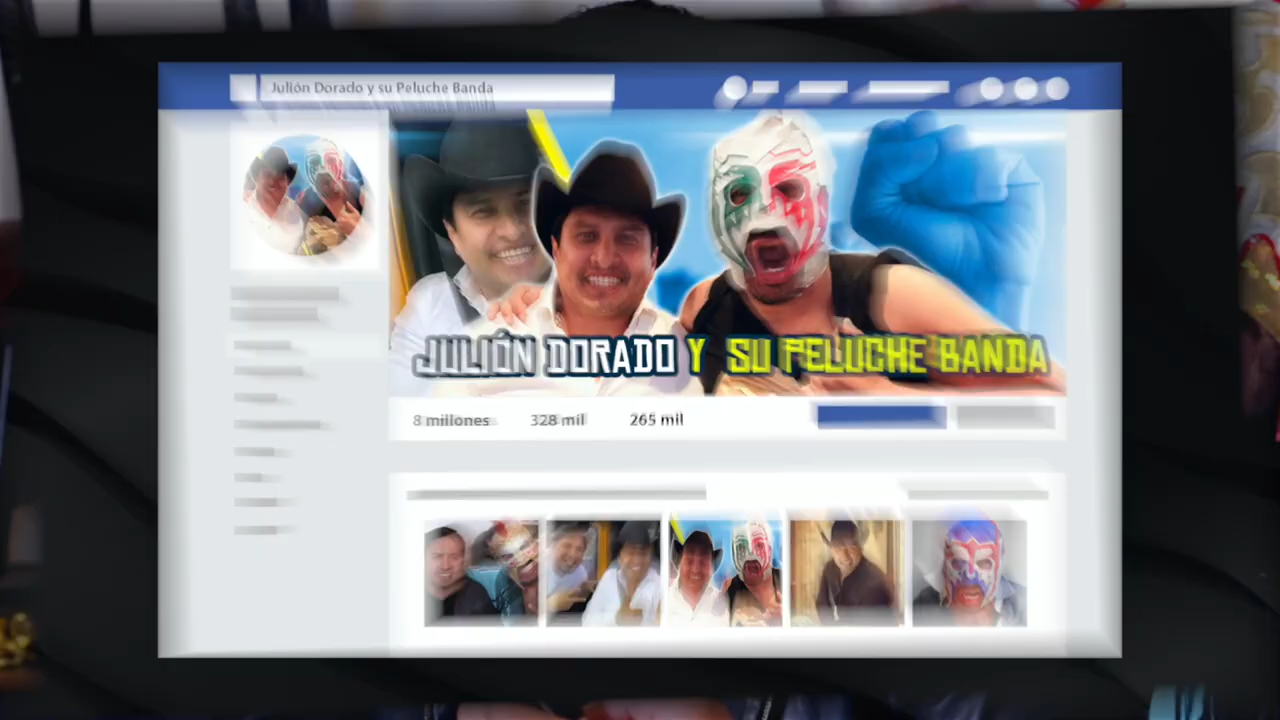 Julión Dorado y su Peluche Banda
JULIÓN DORADO Y SU PELUCHE BANDA
8 millones 328 mil 265 mil